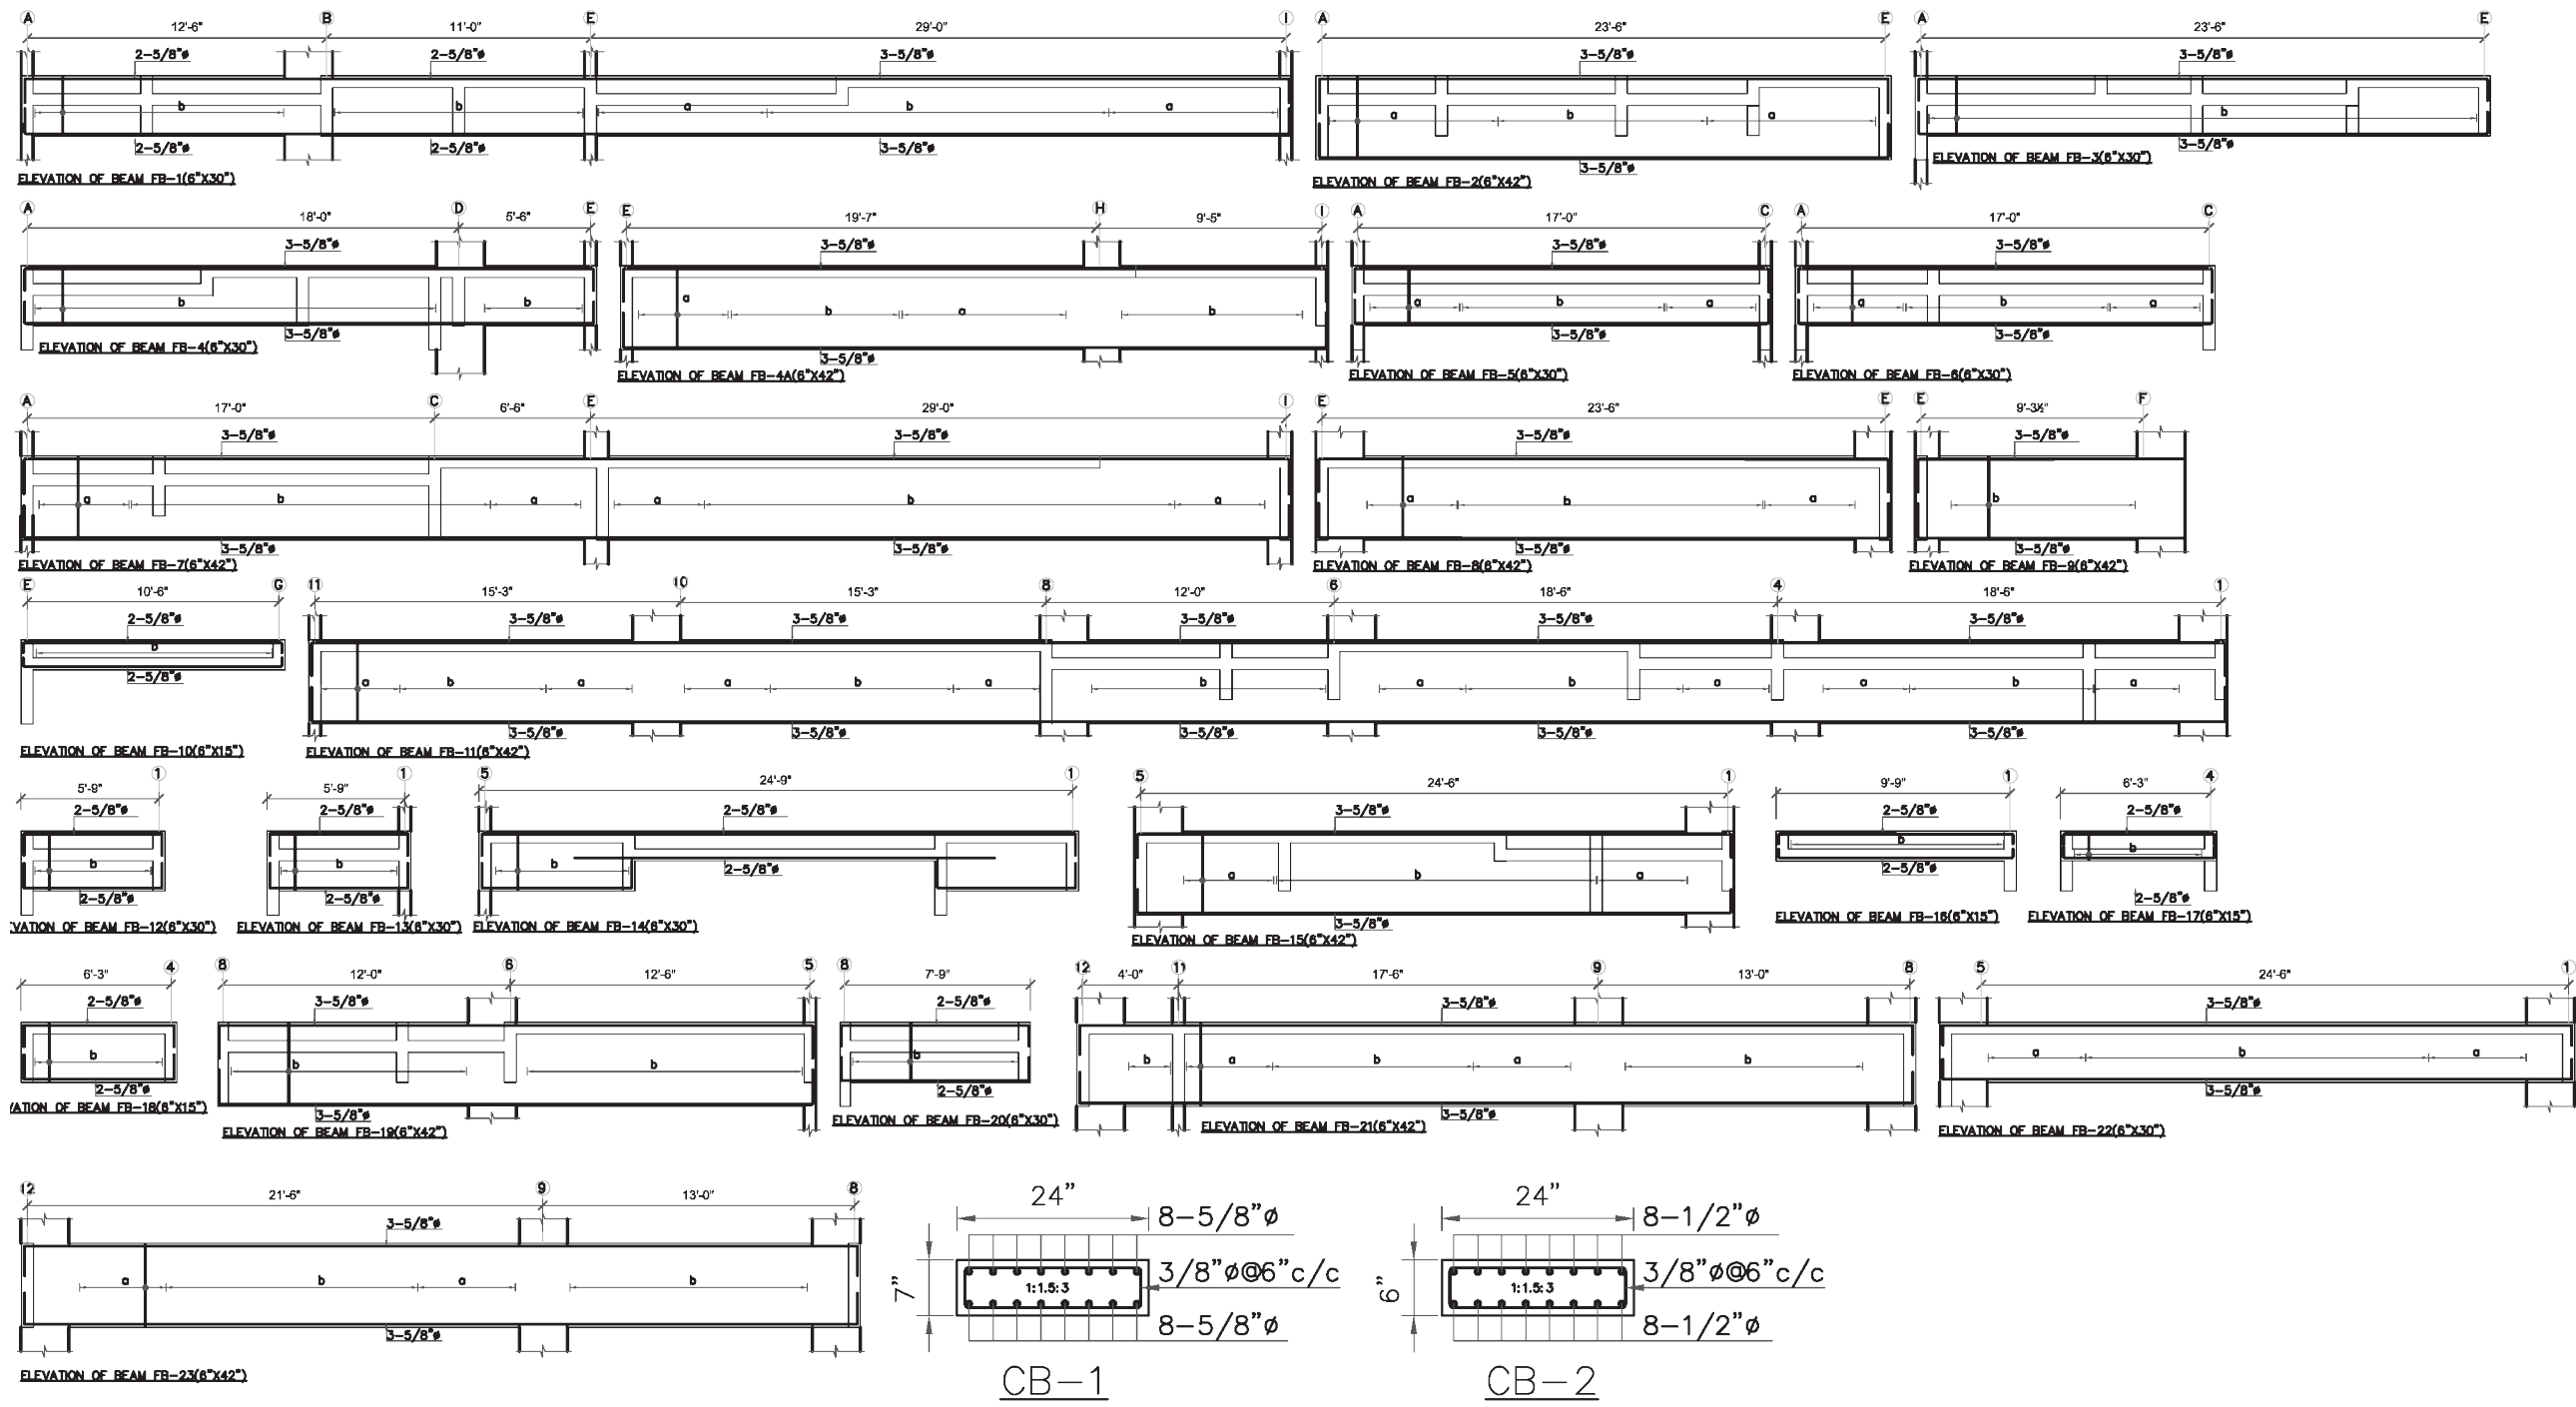 A B E I
12'-6" 11'-0" 29'-0"
2-5/8"ø 2-5/8"ø 3-5/8"ø
b b a b a
2-5/8"ø 2-5/8"ø 3-5/8"ø
ELEVATION OF BEAM FB-1(6"X30")
A E
23'-6"
3-5/8"ø
a b a
3-5/8"ø
ELEVATION OF BEAM FB-2(6"X42")
A E
23'-6"
3-5/8"ø
b
3-5/8"ø
ELEVATION OF BEAM FB-3(6"X30")
A D E
18'-0" 5'-6"
3-5/8"ø
b b
3-5/8"ø
ELEVATION OF BEAM FB-4(6"X30")
E H I
19'-7" 9'-5"
3-5/8"ø
a b a b
3-5/8"ø
ELEVATION OF BEAM FB-4A(6"X42")
A C
17'-0"
3-5/8"ø
a b a
3-5/8"ø
ELEVATION OF BEAM FB-5(6"X30")
A C
17'-0"
3-5/8"ø
a b a
3-5/8"ø
ELEVATION OF BEAM FB-6(6"X30")
A C E I
17'-0" 6'-6" 29'-0"
3-5/8"ø 3-5/8"ø
a b a a b a
3-5/8"ø 3-5/8"ø
ELEVATION OF BEAM FB-7(6"X42")
E E
23'-6"
3-5/8"ø
a b a
3-5/8"ø
ELEVATION OF BEAM FB-8(6"X42")
E F
9'-3½"
3-5/8"ø
b
3-5/8"ø
ELEVATION OF BEAM FB-9(6"X42")
E G
10'-6"
2-5/8"ø
b
2-5/8"ø
ELEVATION OF BEAM FB-10(6"X15")
11 10 8 6 4 1
15'-3" 15'-3" 12'-0" 18'-6" 18'-6"
3-5/8"ø 3-5/8"ø 3-5/8"ø 3-5/8"ø 3-5/8"ø
a b a a b a b a b a a b a
3-5/8"ø 3-5/8"ø 3-5/8"ø 3-5/8"ø 3-5/8"ø
ELEVATION OF BEAM FB-11(6"X42")
1
5'-9"
2-5/8"ø
b
2-5/8"ø
VATION OF BEAM FB-12(6"X30")
1
5'-9"
2-5/8"ø
b
2-5/8"ø
ELEVATION OF BEAM FB-13(6"X30")
5 1
24'-9"
2-5/8"ø
b
2-5/8"ø
ELEVATION OF BEAM FB-14(6"X30")
5 1
24'-6"
3-5/8"ø
a b a
3-5/8"ø
ELEVATION OF BEAM FB-15(6"X42")
1
9'-9"
2-5/8"ø
b
2-5/8"ø
ELEVATION OF BEAM FB-16(6"X15")
4
6'-3"
2-5/8"ø
b
2-5/8"ø
ELEVATION OF BEAM FB-17(6"X15")
4
6'-3"
2-5/8"ø
b
2-5/8"ø
VATION OF BEAM FB-18(6"X15")
8 6 5
12'-0" 12'-6"
3-5/8"ø
b b
3-5/8"ø
ELEVATION OF BEAM FB-19(6"X42")
8
7'-9"
2-5/8"ø
b
2-5/8"ø
ELEVATION OF BEAM FB-20(6"X30")
12 11 9 8
4'-0" 17'-6" 13'-0"
3-5/8"ø
b a b a b
3-5/8"ø
ELEVATION OF BEAM FB-21(6"X42")
5 1
24'-6"
3-5/8"ø
a b a
3-5/8"ø
ELEVATION OF BEAM FB-22(6"X30")
12 9 8
21'-6" 13'-0"
3-5/8"ø
a b a b
3-5/8"ø
ELEVATION OF BEAM FB-23(6"X42")
24"
8-5/8"ø
7"
3/8"ø@6"c/c
1:1.5:3
8-5/8"ø
CB-1
24"
8-1/2"ø
6"
3/8"ø@6"c/c
1:1.5:3
8-1/2"ø
CB-2